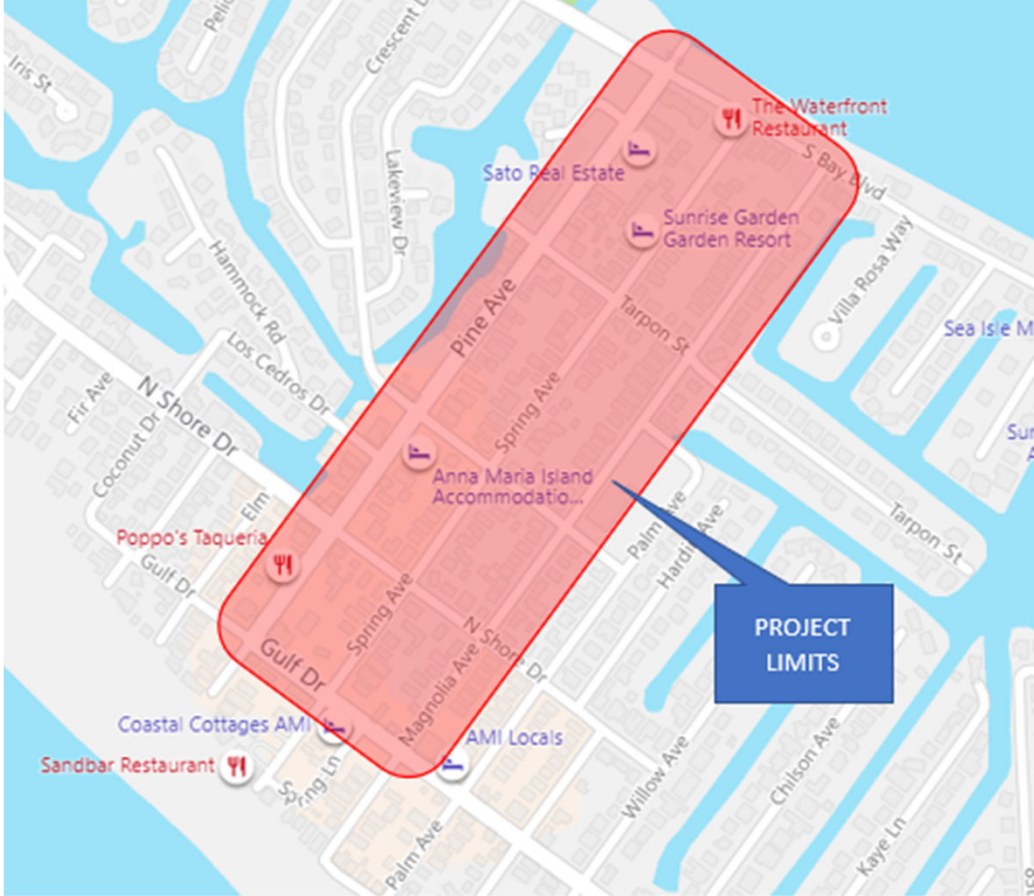 Pelic
Crescent D
Iris St
The Waterfront
Restaurant
S Bay Blvd
Sato Real Estate
Lakeview Dr
Sunrise Garden
Garden Resort
Hammock Rd
Villa Rosa Way
Pine Ave
Tarpon St
Sea Isle M
Los Cedros Dr
N Shore Dr
Fir Ave
Spring Ave
Coconut Dr
Sur
A
Anna Maria Island
Accommodatio...
Elm
Palm Ave
Hardin Ave
Tarpon St
Poppo's Taqueria
Gulf Dr
Spring Ave
PROJECT
LIMITS
N Shore Dr
Gulf Dr
Magnolia Ave
Coastal Cottages AMI
AMI Locals
Sandbar Restaurant
Spring Ln
Willow Ave
Chilson Ave
Palm Ave
Kaye Ln